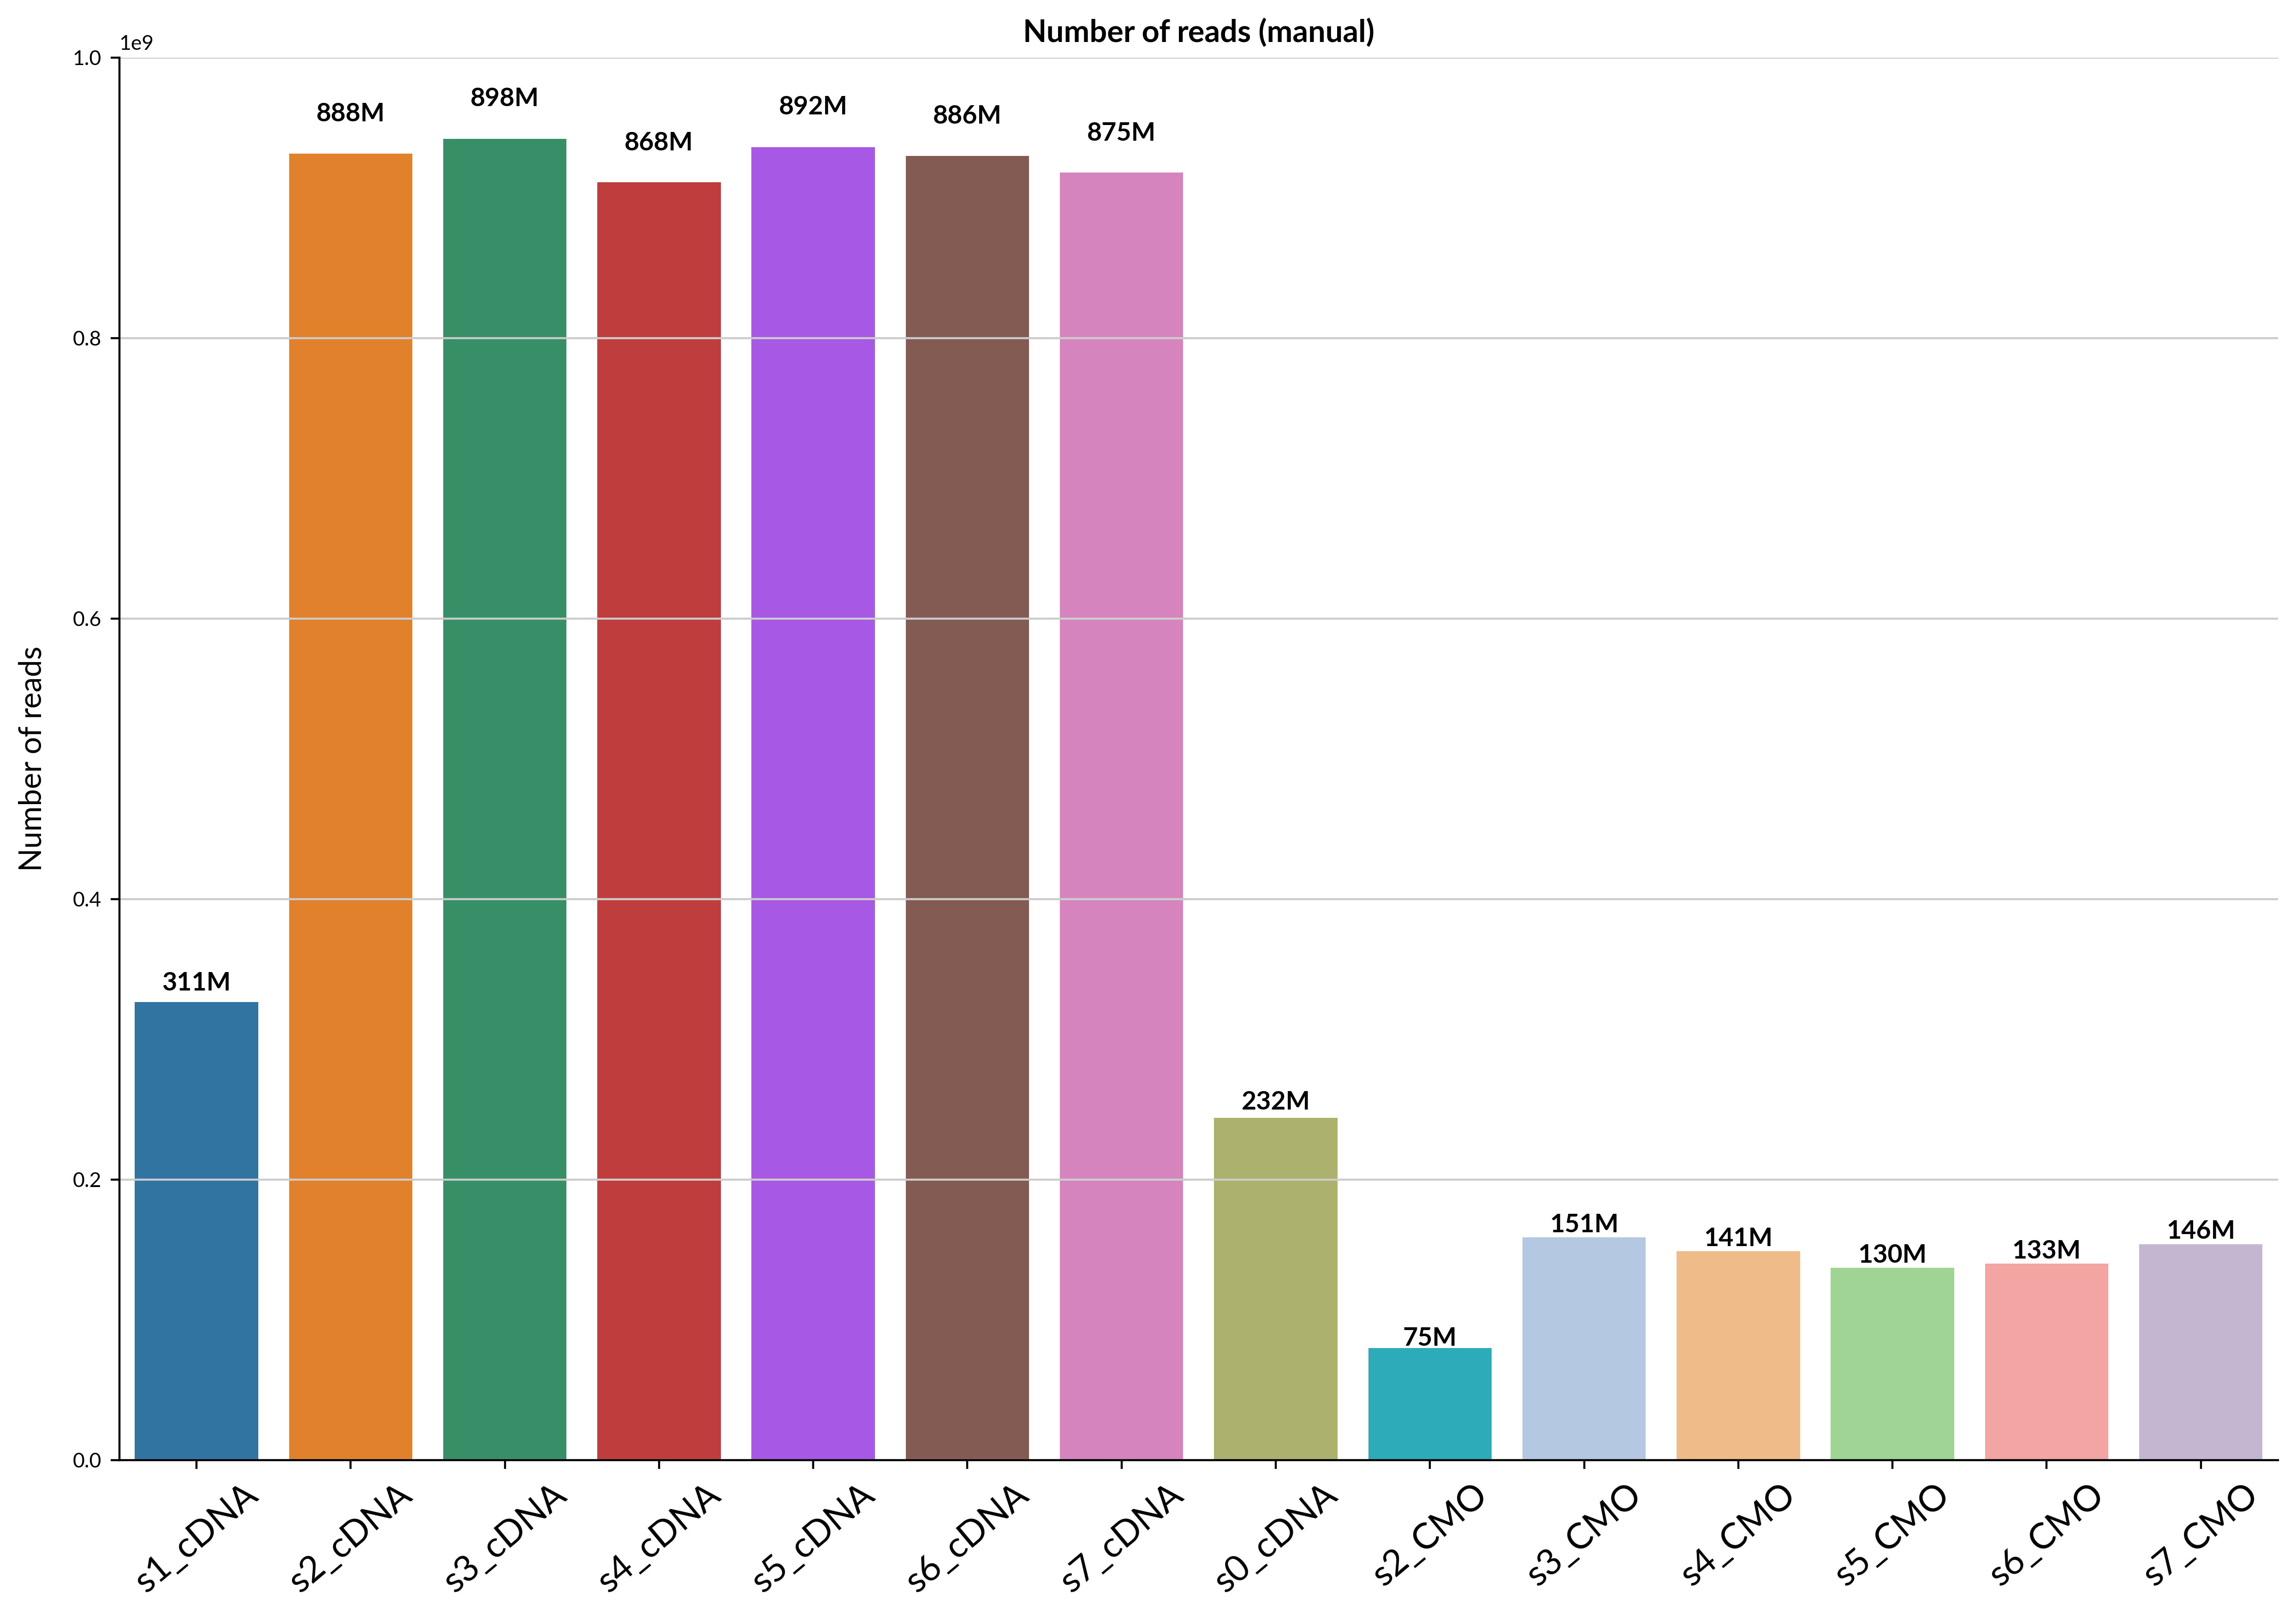 Number of reads (manual)
1e9
1.0
0.8
0.6
0.4
0.2
0.0
Number of reads
311M
888M
898M
868M
892M
886M
875M
232M
75M
151M
141M
130M
133M
146M
s1_cDNA
s2_cDNA
s3_cDNA
s4_cDNA
s5_cDNA
s6_cDNA
s7_cDNA
s0_cDNA
s2_CMO
s3_CMO
s4_CMO
s5_CMO
s6_CMO
s7_CMO